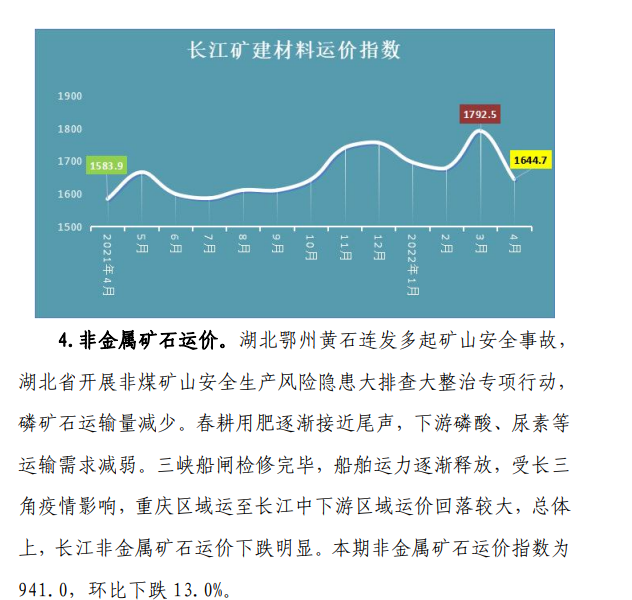 长江矿建材料运价指数
1900
1800
1700
1600
1500
1583.9
1792.5
1644.7
2021年4月
5月
6月
7月
8月
9月
10月
11月
12月
2022年1月
2月
3月
4月
4.非金属矿石运价。湖北鄂州黄石连发多起矿山安全事故，
湖北省开展非煤矿山安全生产风险隐患大排查大整治专项行动，
磷矿石运输量减少。春耕用肥逐渐接近尾声，下游磷酸、尿素等
运输需求减弱。三峡船闸检修完毕，船舶运力逐渐释放，受长三
角疫情影响，重庆区域运至长江中下游区域运价回落较大，总体
上，长江非金属矿石运价下跌明显。本期非金属矿石运价指数为
941.0，环比下跌 13.0%。